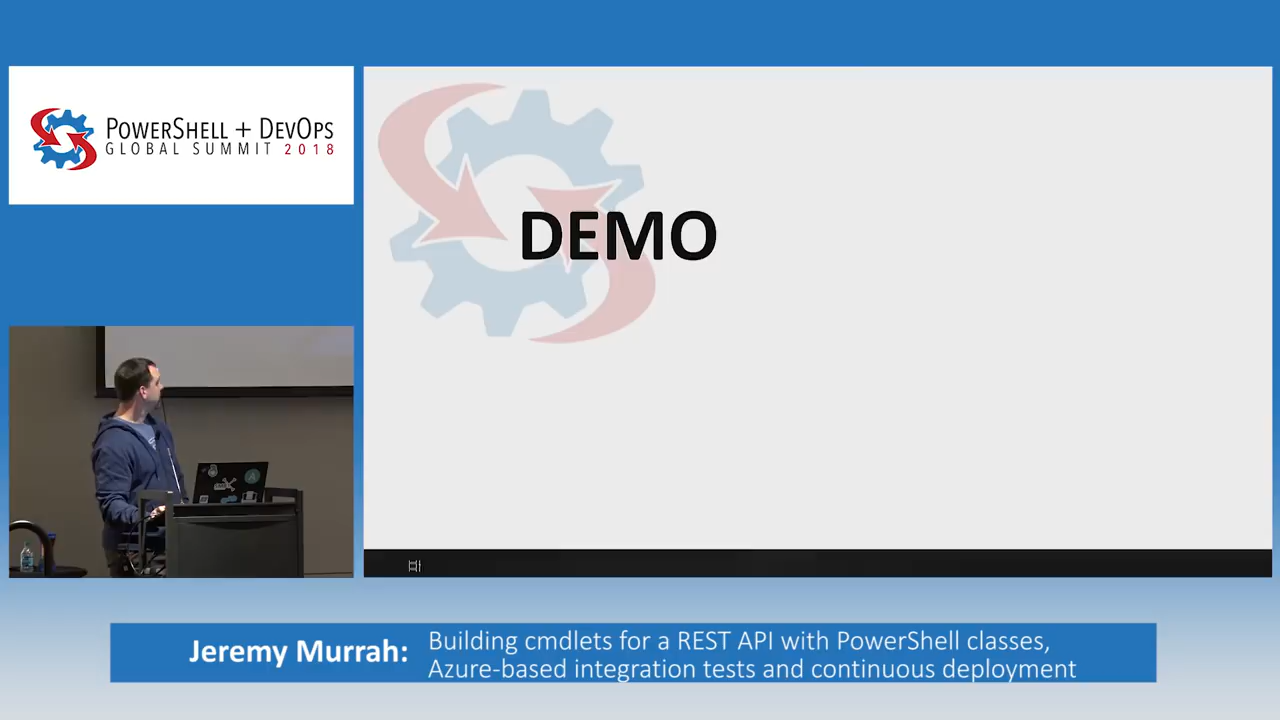 POWERSHELL + DEVOPS
GLOBAL SUMMIT 2018
DEMO
Jeremy Murrah:
Building cmdlets for a REST API with PowerShell classes,
Azure-based integration tests and continuous deployment